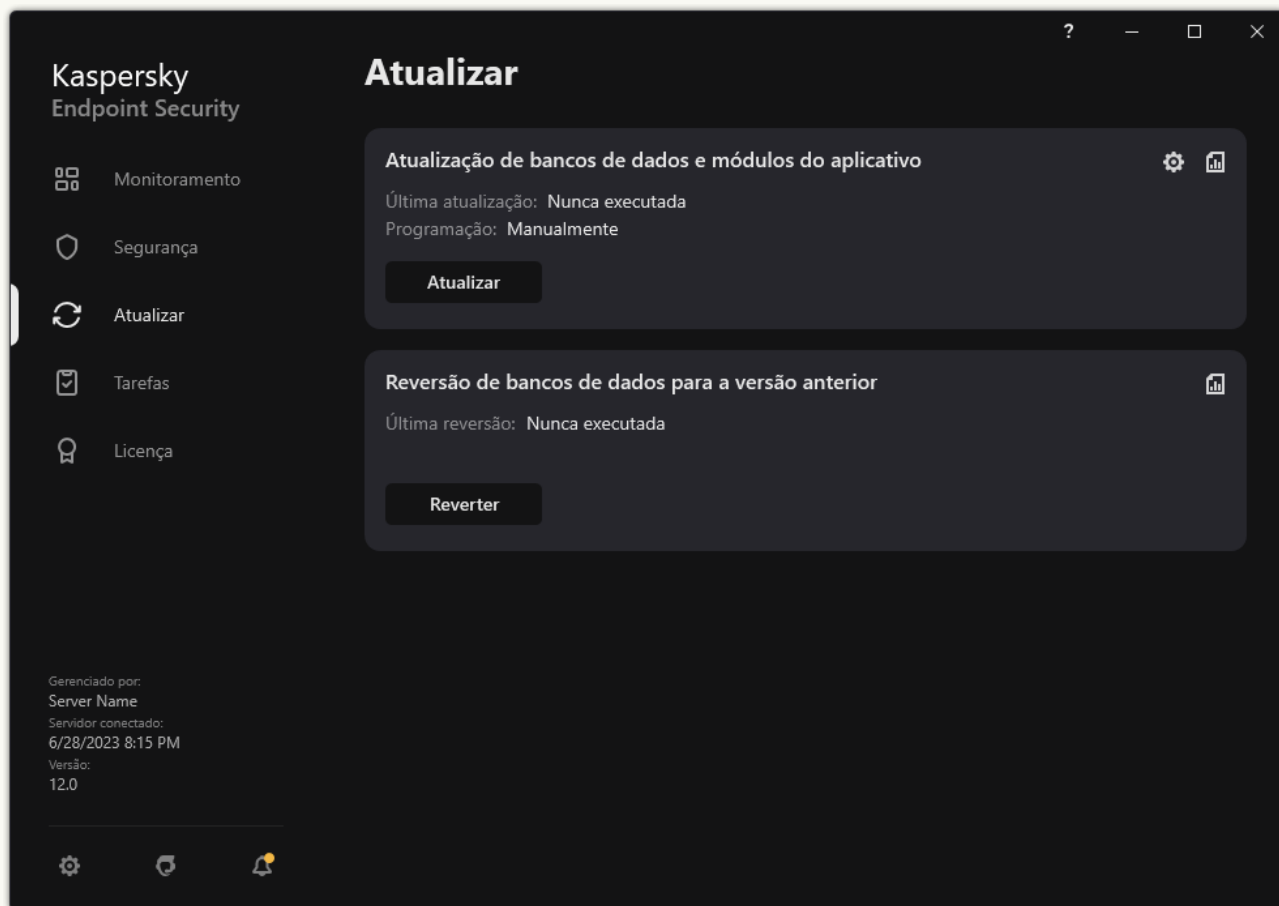 ?
Kaspersky
Endpoint Security
Monitoramento
Segurança
Atualizar
Tarefas
Licença
Gerenciado por:
Server Name
Servidor conectado:
6/28/2023 8:15 PM
Versão:
12.0
Atualizar
Atualização de bancos de dados e módulos do aplicativo
Última atualização: Nunca executada
Programação: Manualmente
Atualizar
Reversão de bancos de dados para a versão anterior
Última reversão: Nunca executada
Reverter